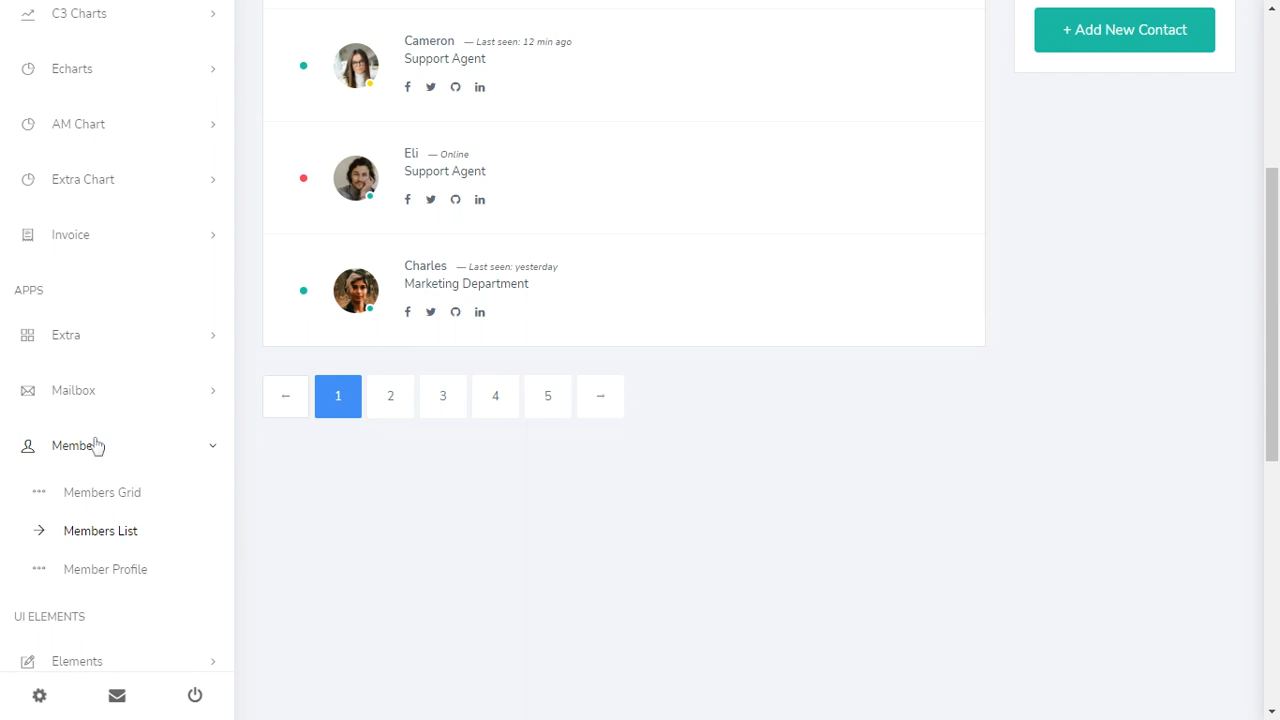 C3 Charts
Echarts
AM Chart
Extra Chart
Invoice
APPS
Extra
Mailbox
Membe
Members Grid
Members List
Member Profile
UI ELEMENTS
Elements
Cameron — Last seen: 12 min ago
Support Agent
Eli — Online
Support Agent
Charles — Last seen: yesterday
Marketing Department
← 1 2 3 4 5 →
+ Add New Contact